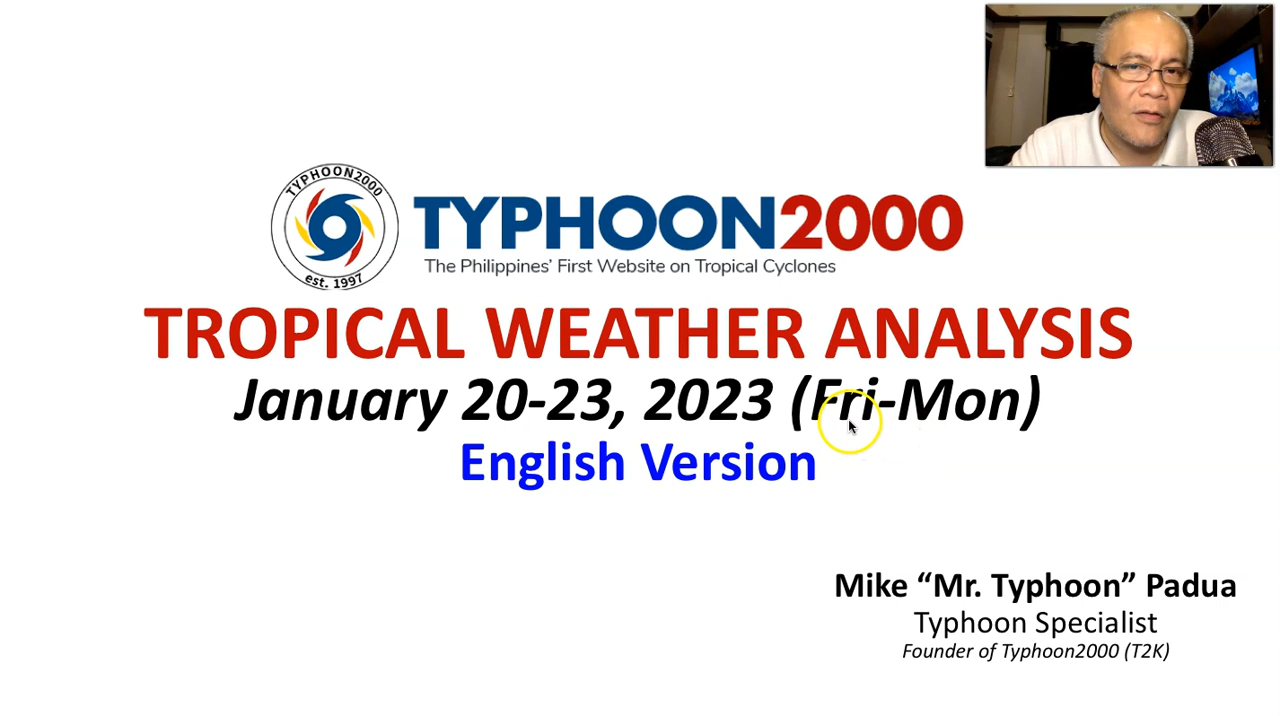 TYPHOON2000
est. 1997
TYPHOON2000
The Philippines' First Website on Tropical Cyclones
TROPICAL WEATHER ANALYSIS
January 20-23, 2023 (Fri-Mon)
English Version
Mike “Mr. Typhoon” Padua
Typhoon Specialist
Founder of Typhoon2000 (T2K)